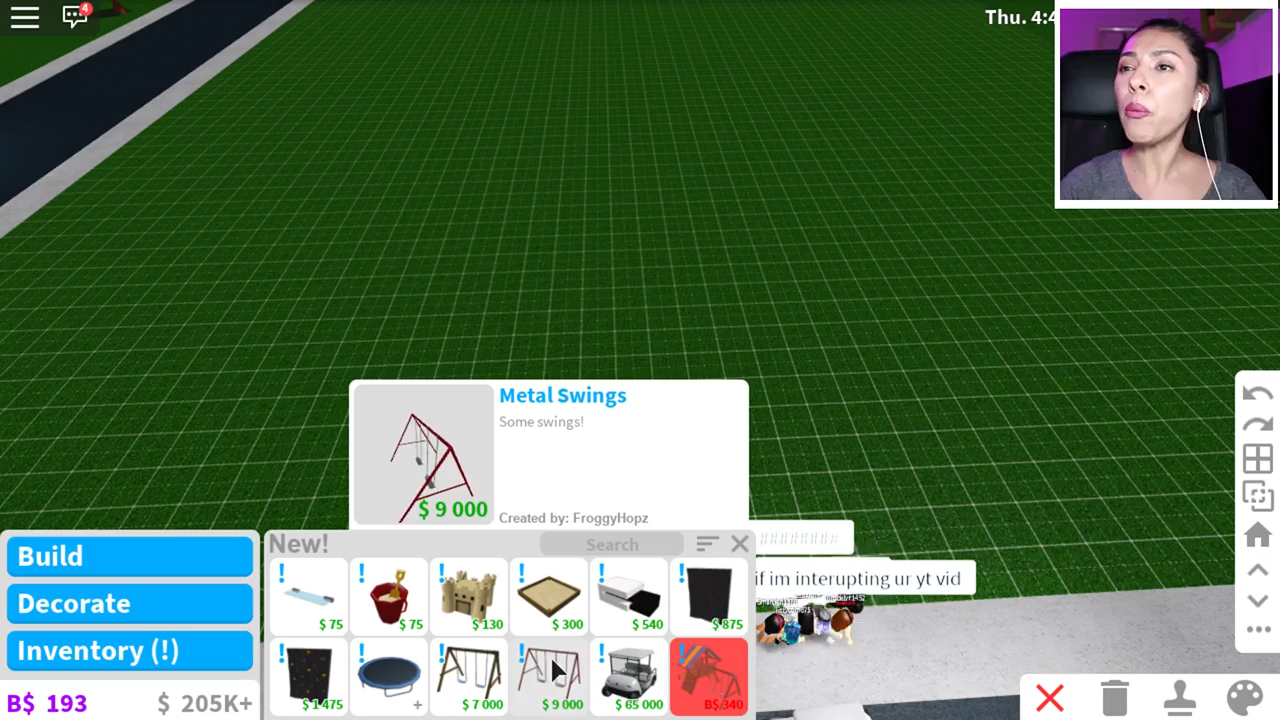 4
Thu. 4:4
Metal Swings
Some swings!
$ 9 000
Created by: FroggyHopz
New!
Search
########
if im interupting ur yt vid
Build
Decorate
Inventory (!)
B$ 193
$ 205K+
! $ 75
! $ 75
! $ 130
! $ 300
! $ 540
! $ 875
! $ 1 475
! +
! $ 7 000
! $ 9 000
! $ 65 000
! B$ 340